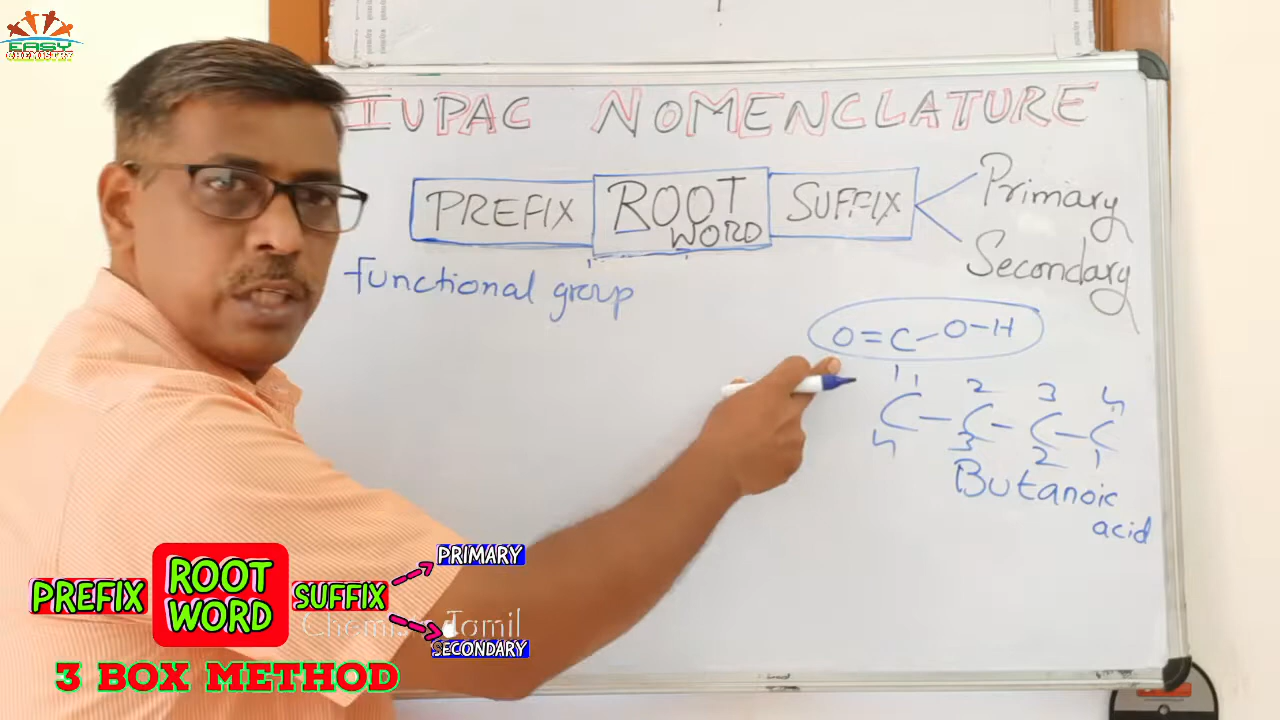 EASY
CHEMISTRY
IUPAC NOMENCLATURE
PREFIX ROOT WORD SUFFIX
Primary
Secondary
functional group
O=C-O-H
1 2 3 4
C-C-C-C
4 3 2 1
Butanoic
acid
PREFIX ROOT WORD SUFFIX
PRIMARY
SECONDARY
Tamil
3 BOX METHOD